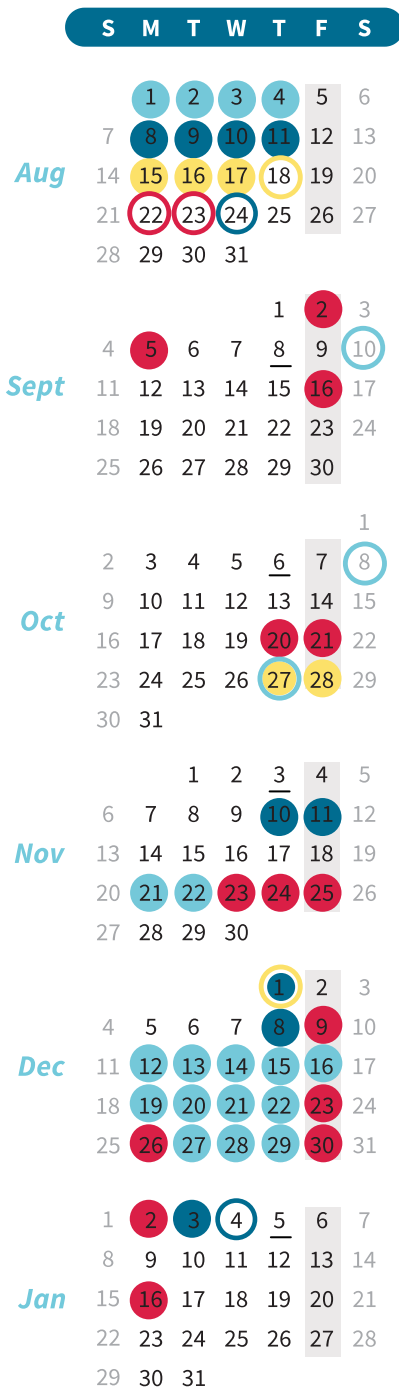 S M T W T F S
1 2 3 4 5 6
7 8 9 10 11 12 13
Aug
14 15 16 17 18 19 20
21 22 23 24 25 26 27
28 29 30 31
1 2 3
4 5 6 7 8 9 10
Sept
11 12 13 14 15 16 17
18 19 20 21 22 23 24
25 26 27 28 29 30
1
2 3 4 5 6 7 8
9 10 11 12 13 14 15
Oct
16 17 18 19 20 21 22
23 24 25 26 27 28 29
30 31
1 2 3 4 5
6 7 8 9 10 11 12
Nov
13 14 15 16 17 18 19
20 21 22 23 24 25 26
27 28 29 30
1 2 3
4 5 6 7 8 9 10
Dec
11 12 13 14 15 16 17
18 19 20 21 22 23 24
25 26 27 28 29 30 31
1 2 3 4 5 6 7
8 9 10 11 12 13 14
Jan
15 16 17 18 19 20 21
22 23 24 25 26 27 28
29 30 31